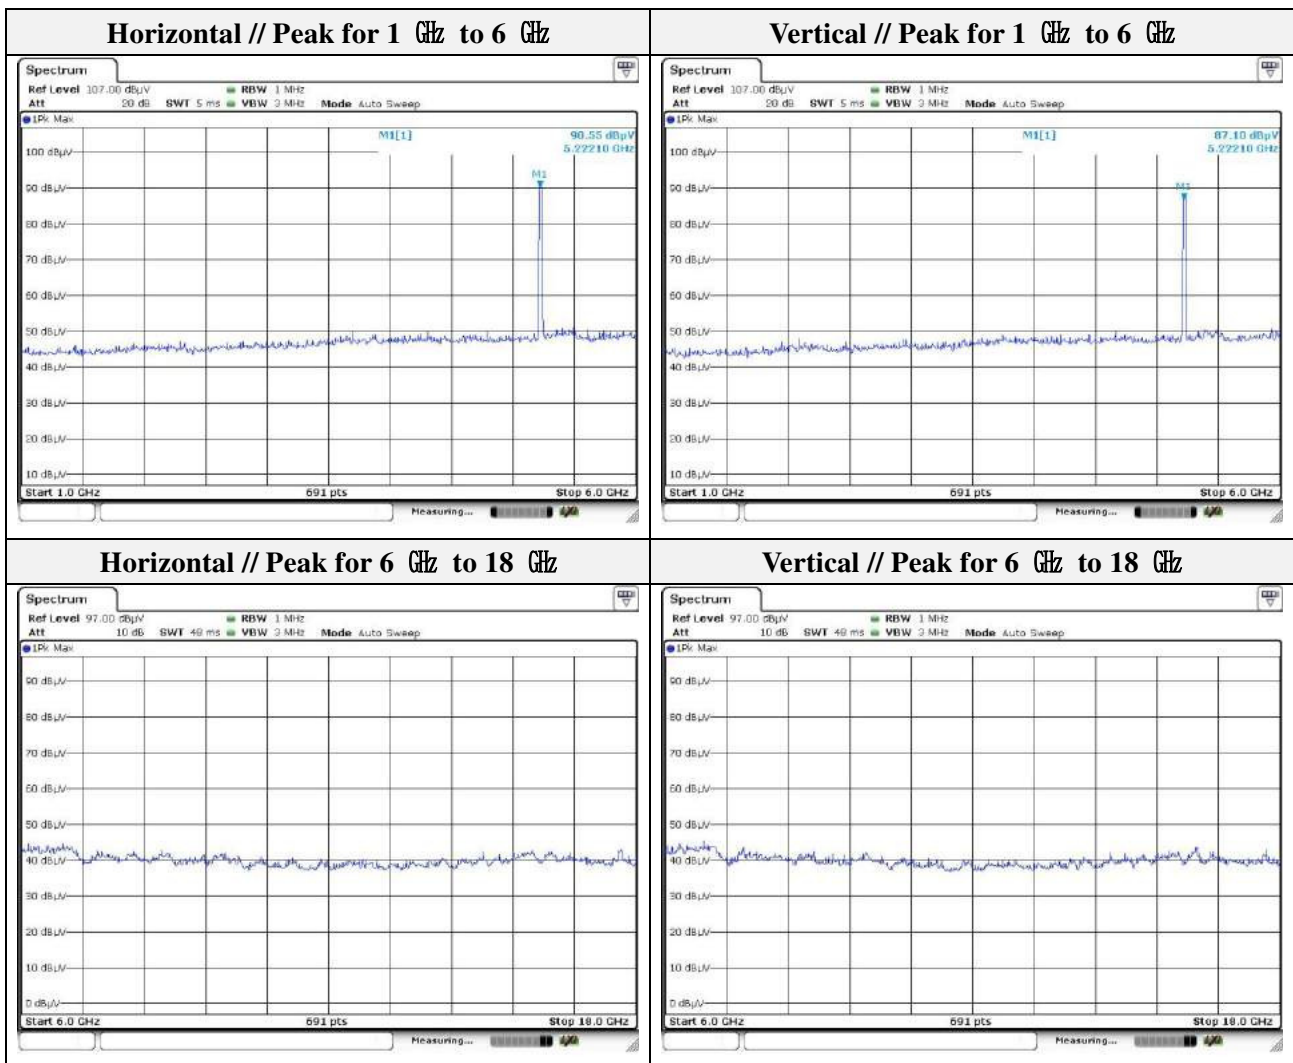 Horizontal // Peak for 1 ㎓ to 6 ㎓
Spectrum
Ref Level 107.00 dBµV RBW 1 MHz
Att 20 dB SWT 5 ms VBW 3 MHz Mode Auto Sweep
1Pk Max
M1[1] 90.55 dBµV
5.22210 GHz
M1
100 dBµV
90 dBµV
80 dBµV
70 dBµV
60 dBµV
50 dBµV
40 dBµV
30 dBµV
20 dBµV
10 dBµV
Start 1.0 GHz 691 pts Stop 6.0 GHz
Measuring...
Vertical // Peak for 1 ㎓ to 6 ㎓
Spectrum
Ref Level 107.00 dBµV RBW 1 MHz
Att 20 dB SWT 5 ms VBW 3 MHz Mode Auto Sweep
1Pk Max
M1[1] 87.10 dBµV
5.22210 GHz
M1
100 dBµV
90 dBµV
80 dBµV
70 dBµV
60 dBµV
50 dBµV
40 dBµV
30 dBµV
20 dBµV
10 dBµV
Start 1.0 GHz 691 pts Stop 6.0 GHz
Measuring...
Horizontal // Peak for 6 ㎓ to 18 ㎓
Spectrum
Ref Level 97.00 dBµV RBW 1 MHz
Att 10 dB SWT 48 ms VBW 3 MHz Mode Auto Sweep
1Pk Max
90 dBµV
80 dBµV
70 dBµV
60 dBµV
50 dBµV
40 dBµV
30 dBµV
20 dBµV
10 dBµV
0 dBµV
Start 6.0 GHz 691 pts Stop 18.0 GHz
Measuring...
Vertical // Peak for 6 ㎓ to 18 ㎓
Spectrum
Ref Level 97.00 dBµV RBW 1 MHz
Att 10 dB SWT 48 ms VBW 3 MHz Mode Auto Sweep
1Pk Max
90 dBµV
80 dBµV
70 dBµV
60 dBµV
50 dBµV
40 dBµV
30 dBµV
20 dBµV
10 dBµV
0 dBµV
Start 6.0 GHz 691 pts Stop 18.0 GHz
Measuring...